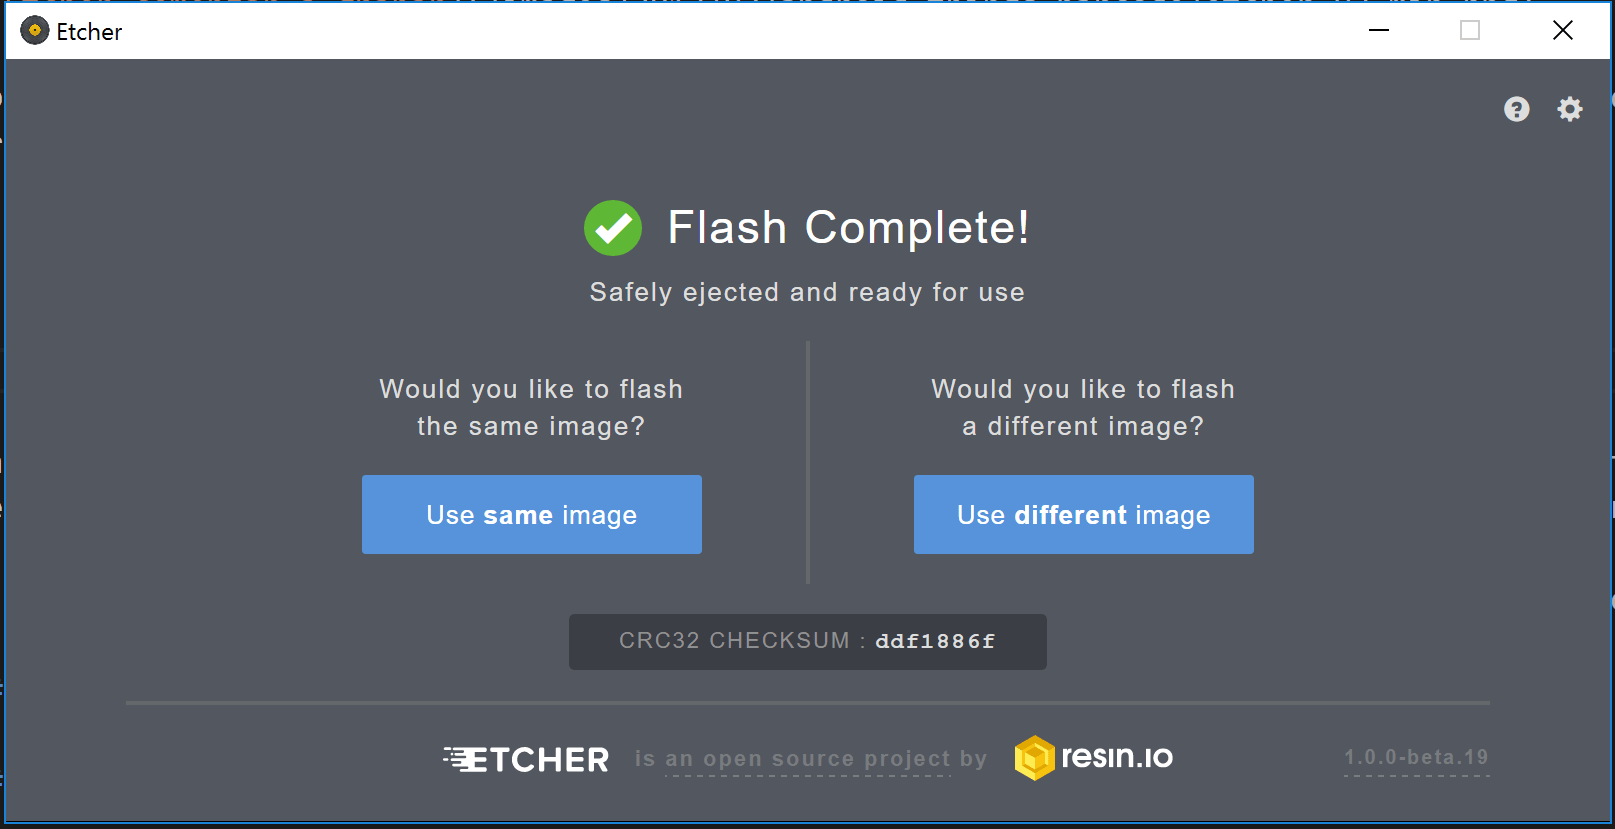 Etcher
Flash Complete!
Safely ejected and ready for use
Would you like to flash
the same image?
Use same image
Would you like to flash
a different image?
Use different image
CRC32 CHECKSUM : ddf1886f
ETCHER is an open source project by resin.io 1.0.0-beta.19